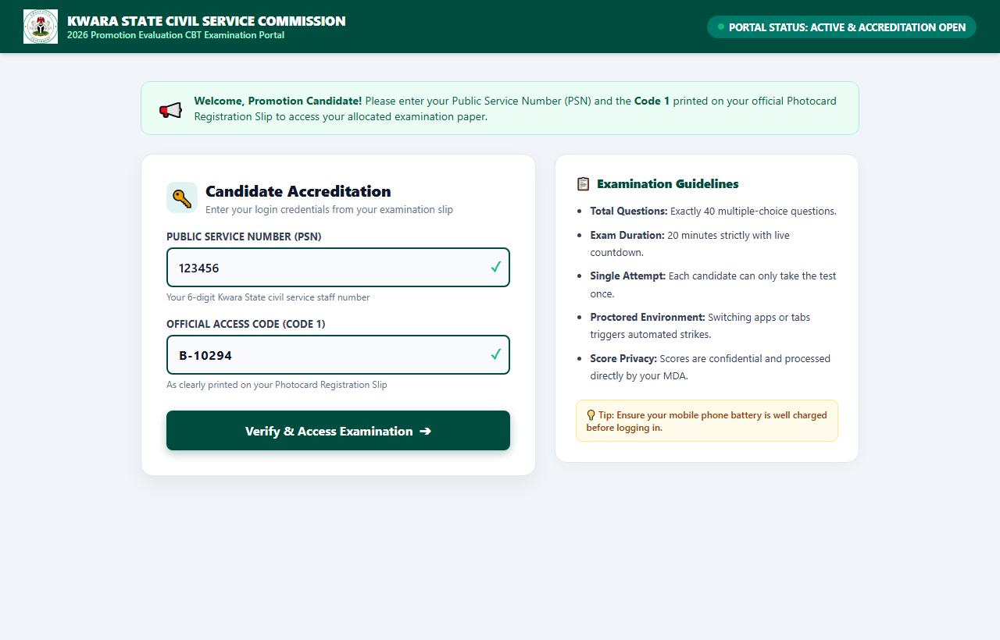 KWARA STATE CIVIL SERVICE COMMISSION
2026 Promotion Evaluation CBT Examination Portal
PORTAL STATUS: ACTIVE & ACCREDITATION OPEN
Welcome, Promotion Candidate! Please enter your Public Service Number (PSN) and the Code 1 printed on your official Photocard
Registration Slip to access your allocated examination paper.
Candidate Accreditation
Enter your login credentials from your examination slip
PUBLIC SERVICE NUMBER (PSN)
123456
Your 6-digit Kwara State civil service staff number
OFFICIAL ACCESS CODE (CODE 1)
B-10294
As clearly printed on your Photocard Registration Slip
Verify & Access Examination ➔
Examination Guidelines
• Total Questions: Exactly 40 multiple-choice questions.
• Exam Duration: 20 minutes strictly with live
countdown.
• Single Attempt: Each candidate can only take the test
once.
• Proctored Environment: Switching apps or tabs
triggers automated strikes.
• Score Privacy: Scores are confidential and processed
directly by your MDA.
Tip: Ensure your mobile phone battery is well charged
before logging in.